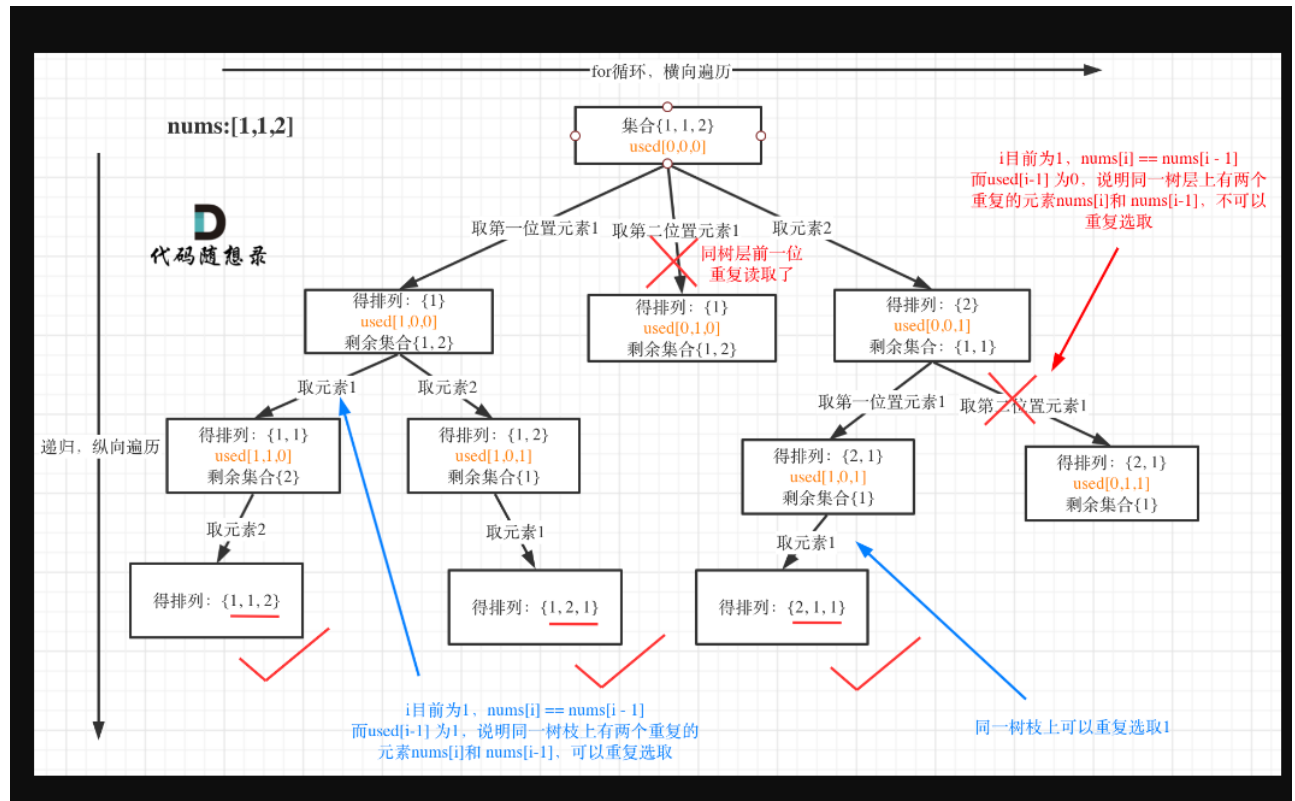 for循环，横向遍历
nums:[1,1,2]
集合{1, 1, 2}
used[0,0,0]
i目前为1，nums[i] == nums[i - 1]
而used[i-1] 为0，说明同一树层上有两个
重复的元素nums[i]和 nums[i-1]，不可以
重复选取
代码随想录
取第一位置元素1
取第二位置元素1
取元素2
同树层前一位
重复读取了
得排列：{1}
used[1,0,0]
剩余集合{1, 2}
得排列：{1}
used[0,1,0]
剩余集合{1, 2}
得排列：{2}
used[0,0,1]
剩余集合：{1, 1}
取元素1
取元素2
取第一位置元素1
取第二位置元素1
递归，纵向遍历
得排列：{1, 1}
used[1,1,0]
剩余集合{2}
得排列：{1, 2}
used[1,0,1]
剩余集合{1}
得排列：{2, 1}
used[1,0,1]
剩余集合{1}
得排列：{2, 1}
used[0,1,1]
剩余集合{1}
取元素2
取元素1
取元素1
得排列：{1, 1, 2}
得排列：{1, 2, 1}
得排列：{2, 1, 1}
i目前为1，nums[i] == nums[i - 1]
而used[i-1] 为1，说明同一树枝上有两个重复的
元素nums[i]和 nums[i-1]，可以重复选取
同一树枝上可以重复选取1